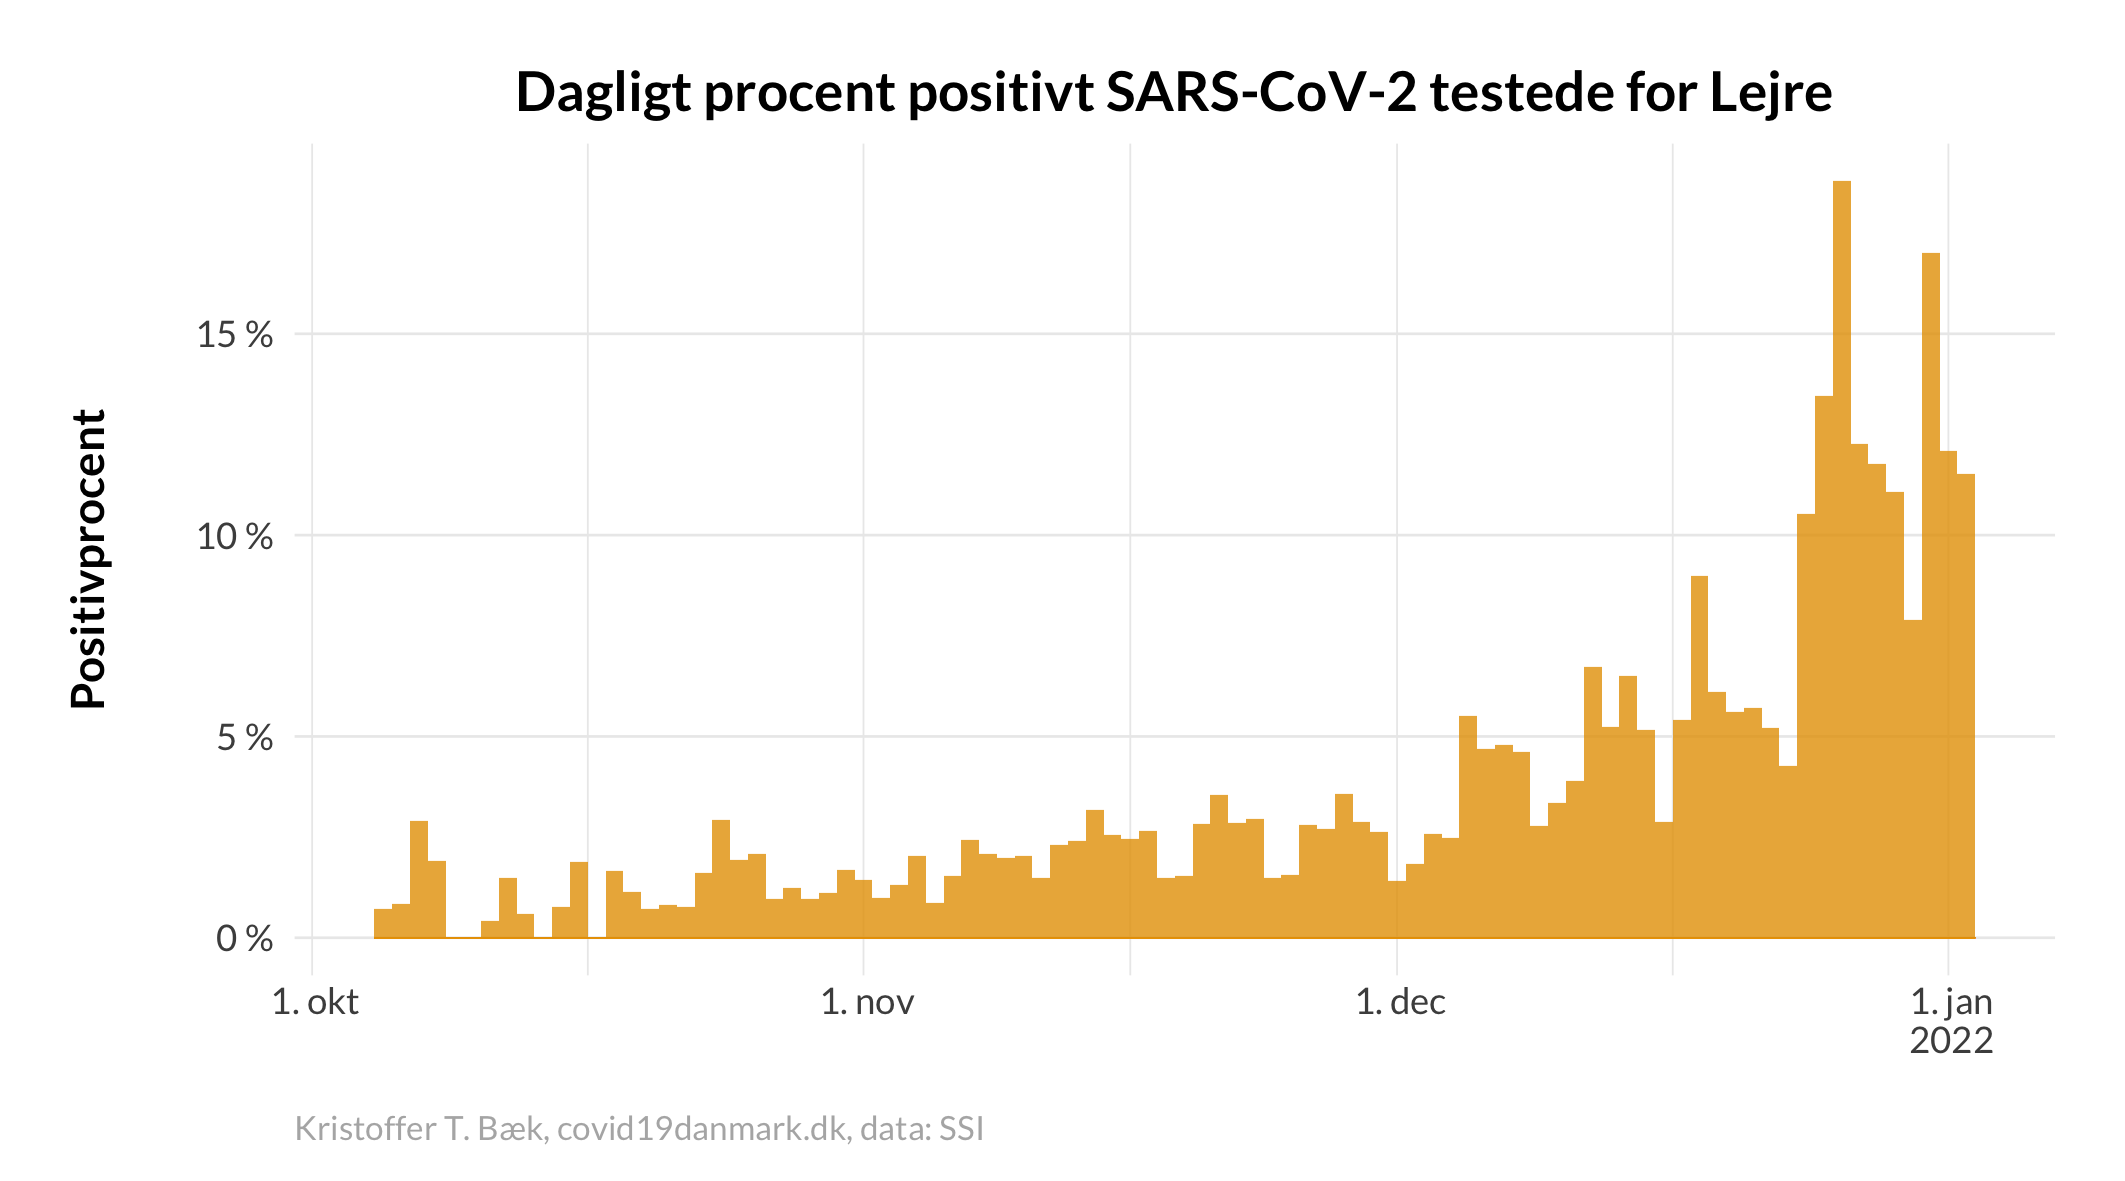 Dagligt procent positivt SARS-CoV-2 testede for Lejre
Positivprocent
15 %
10 %
5 %
0 %
1. okt
1. nov
1. dec
1. jan
2022
Kristoffer T. Bæk, covid19danmark.dk, data: SSI